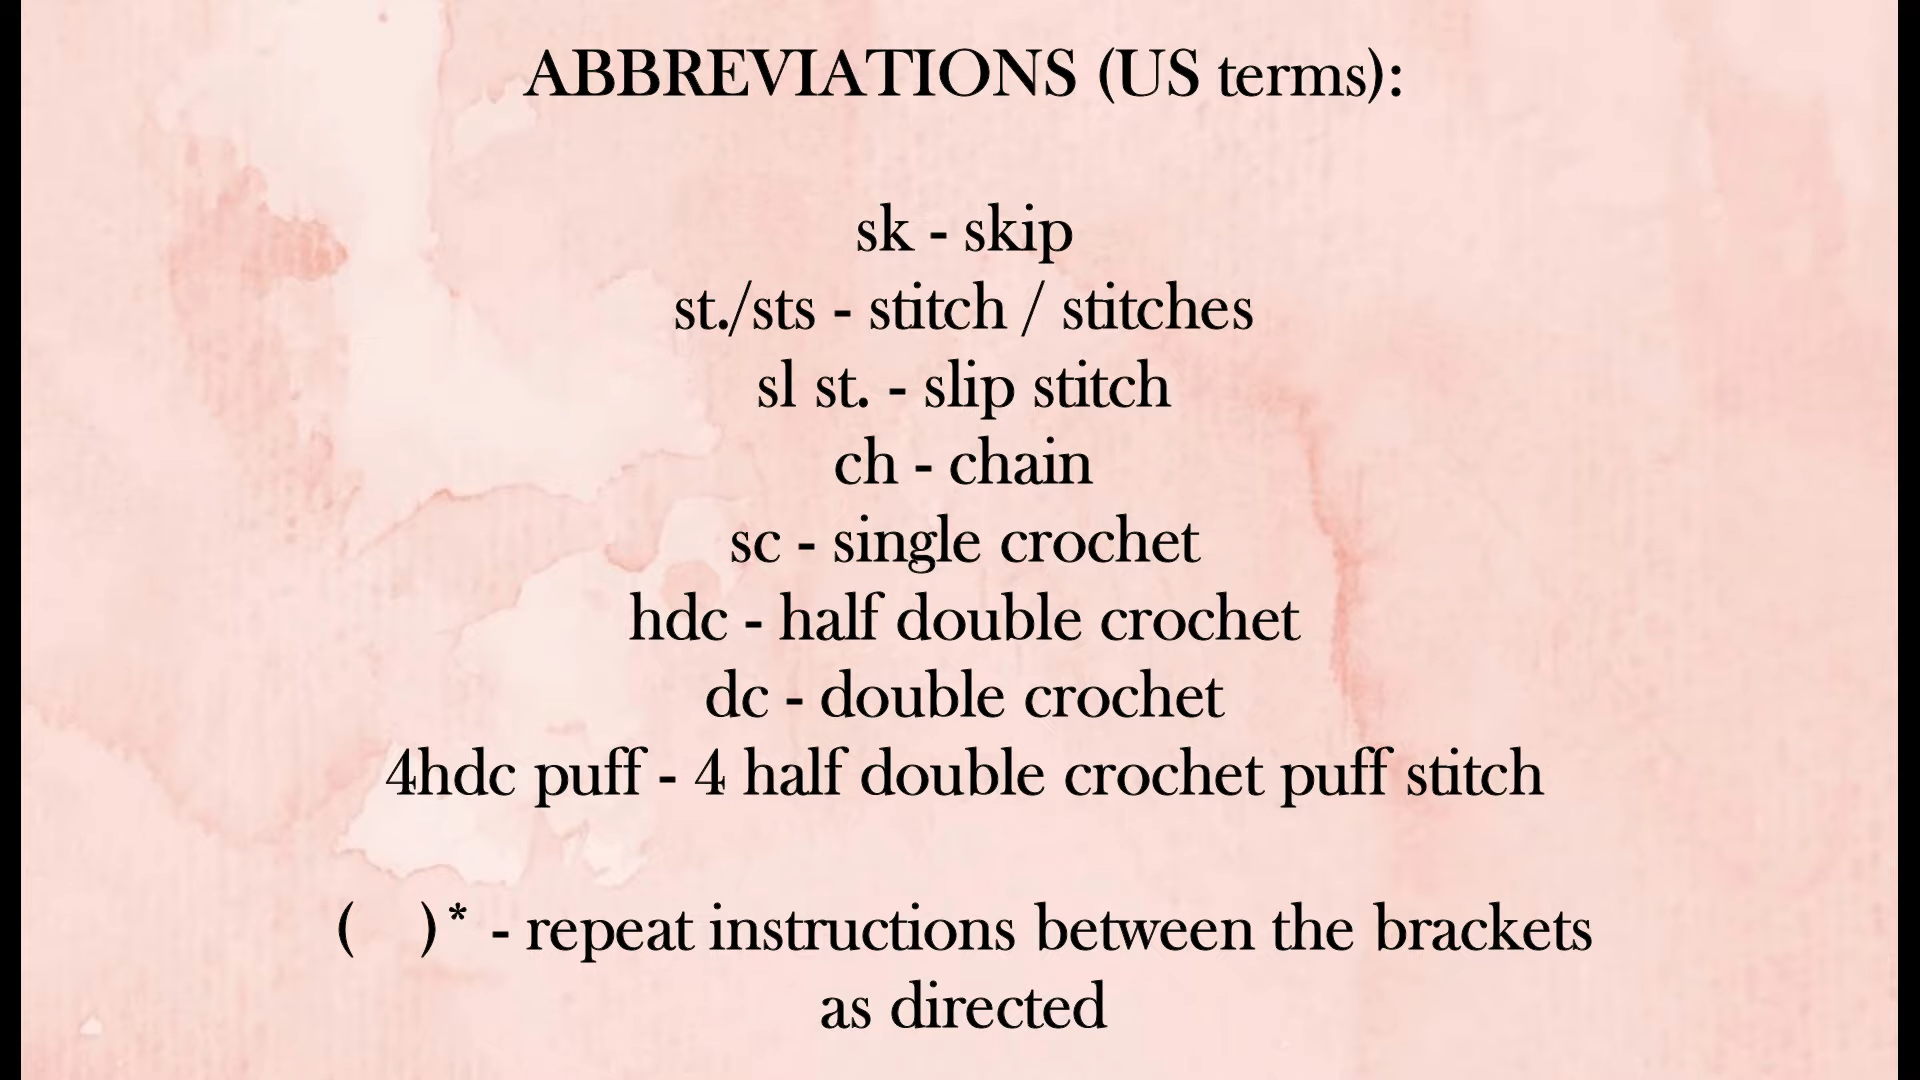 ABBREVIATIONS (US terms):
sk - skip
st./sts - stitch / stitches
sl st. - slip stitch
ch - chain
sc - single crochet
hdc - half double crochet
dc - double crochet
4hdc puff - 4 half double crochet puff stitch
( )* - repeat instructions between the brackets
as directed